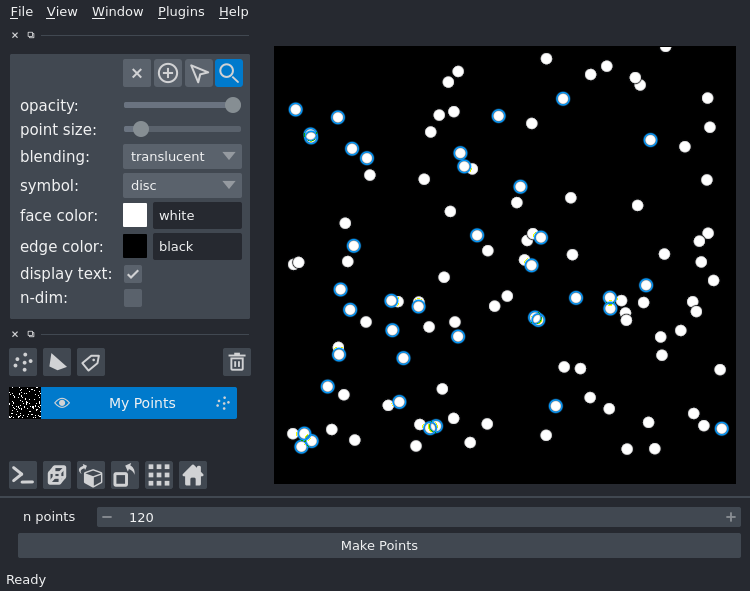 File View Window Plugins Help
opacity:
point size:
blending: translucent
symbol: disc
face color: white
edge color: black
display text:
n-dim:
My Points
n points 120
Make Points
Ready